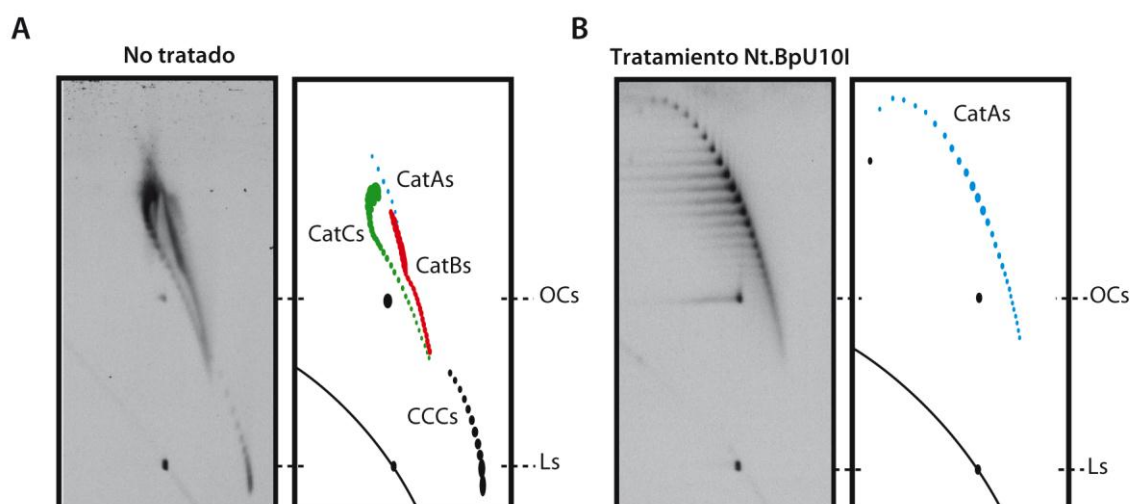 A
No tratado
CatAs
CatCs
CatBs
OCs
CCCs
Ls
B
Tratamiento Nt.BpU10I
CatAs
OCs
Ls